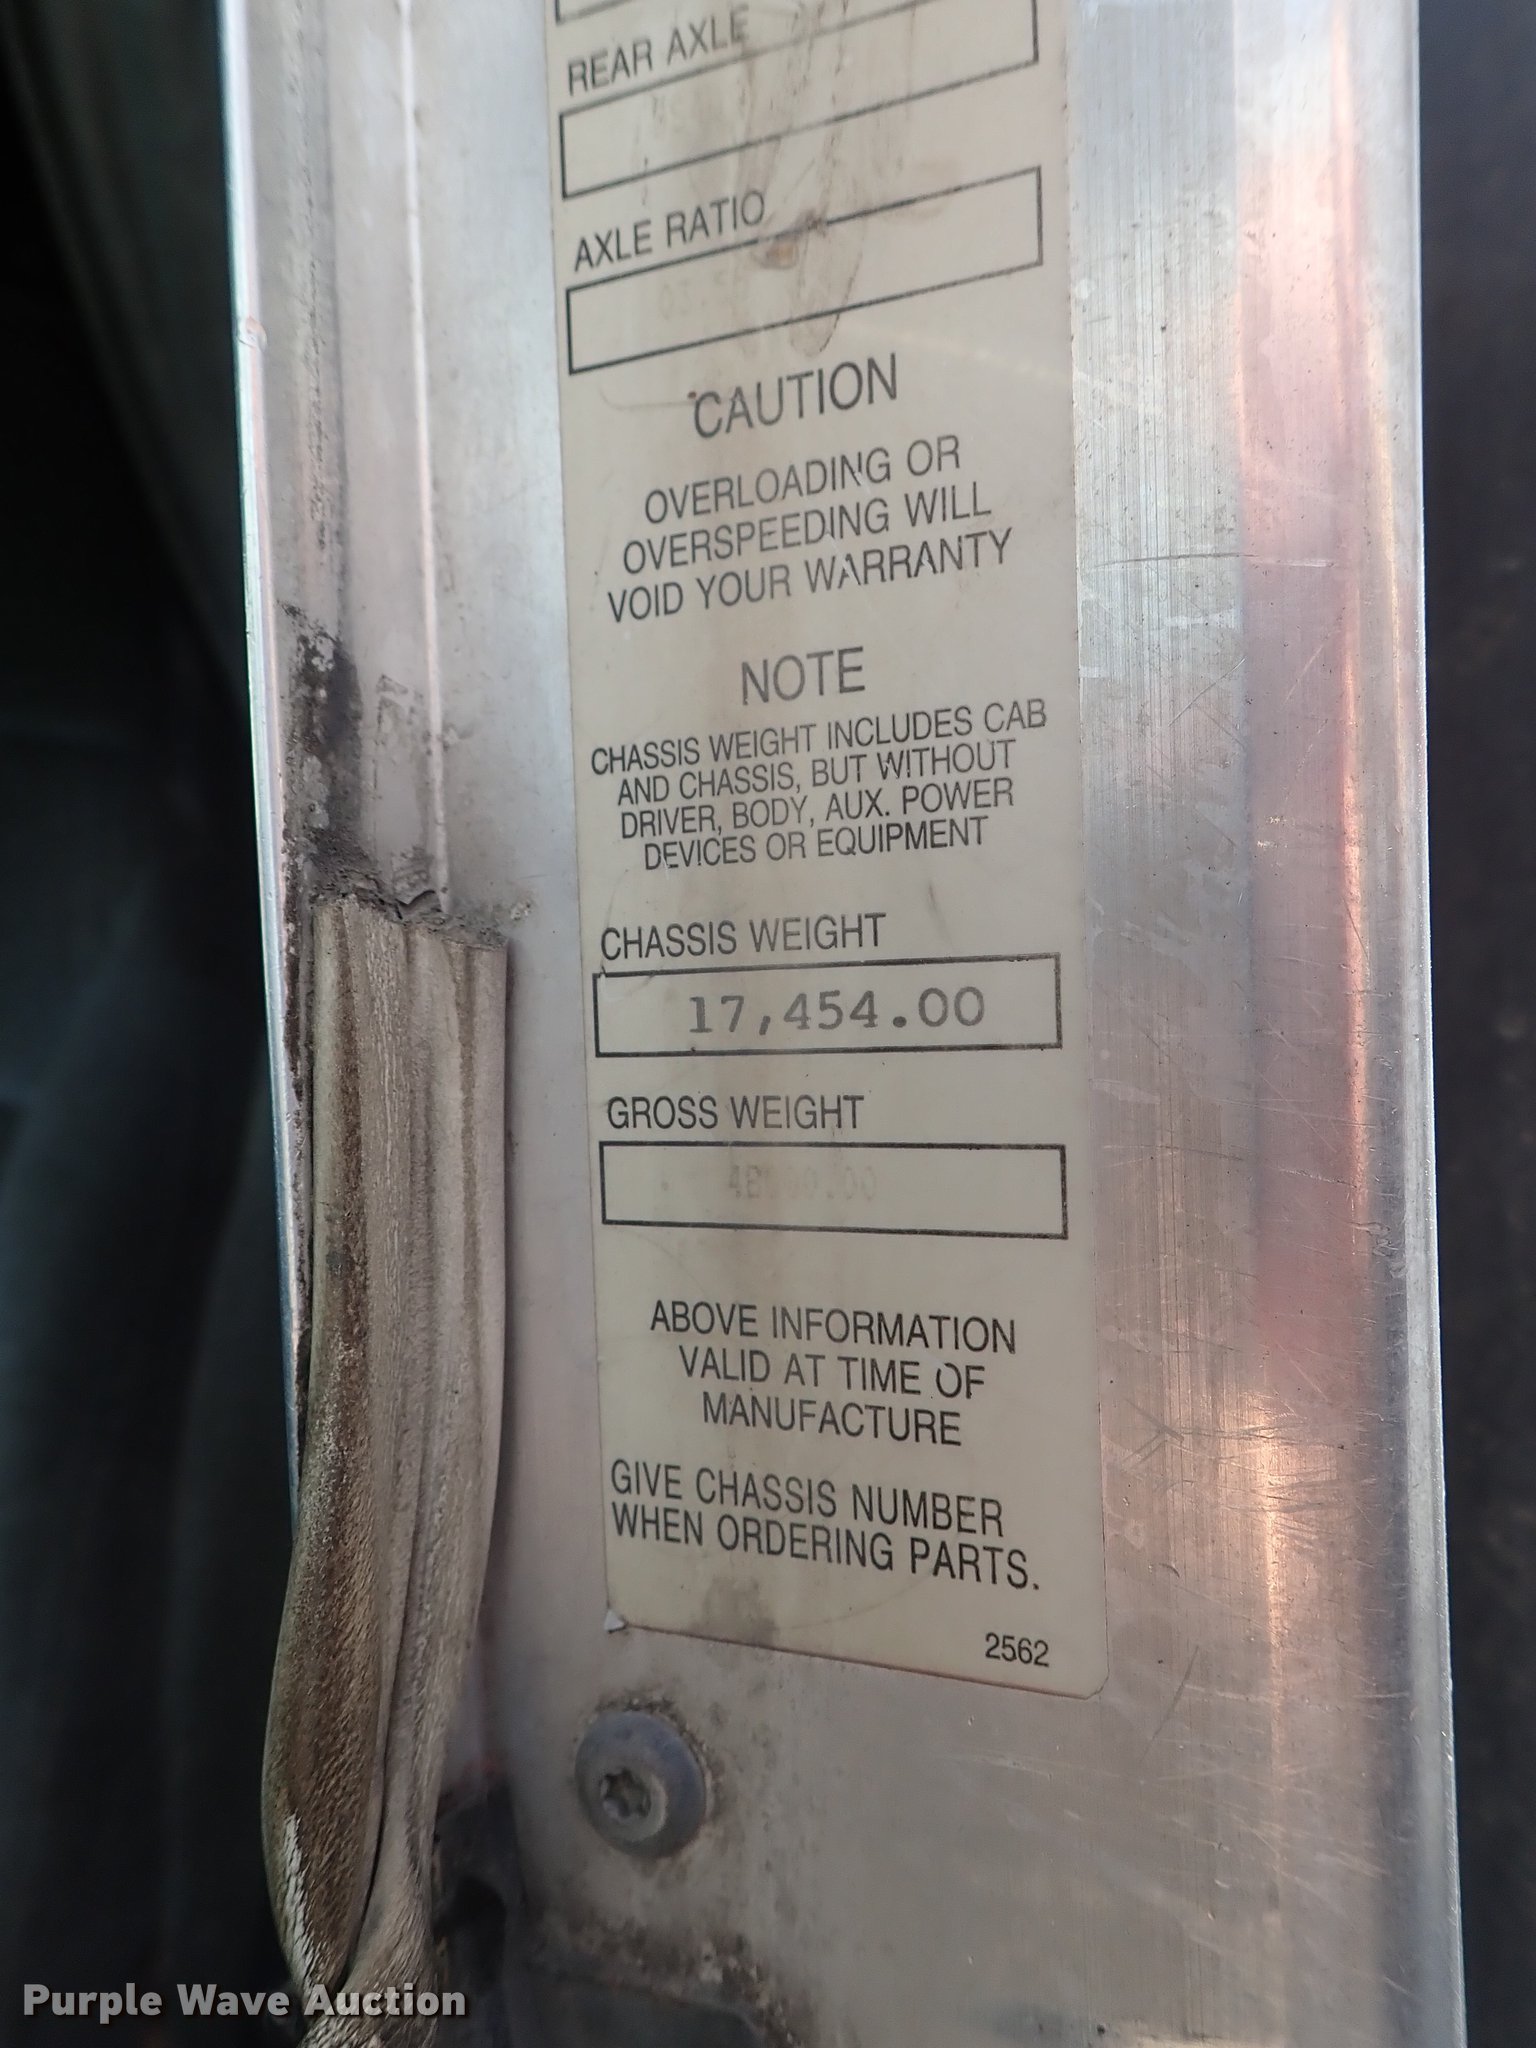 REAR AXLE
AXLE RATIO
CAUTION
OVERLOADING OR
OVERSPEEDING WILL
VOID YOUR WARRANTY
NOTE
CHASSIS WEIGHT INCLUDES CAB
AND CHASSIS, BUT WITHOUT
DRIVER, BODY, AUX. POWER
DEVICES OR EQUIPMENT
CHASSIS WEIGHT
17,454.00
GROSS WEIGHT
ABOVE INFORMATION
VALID AT TIME OF
MANUFACTURE
GIVE CHASSIS NUMBER
WHEN ORDERING PARTS.
2562
Purple Wave Auction